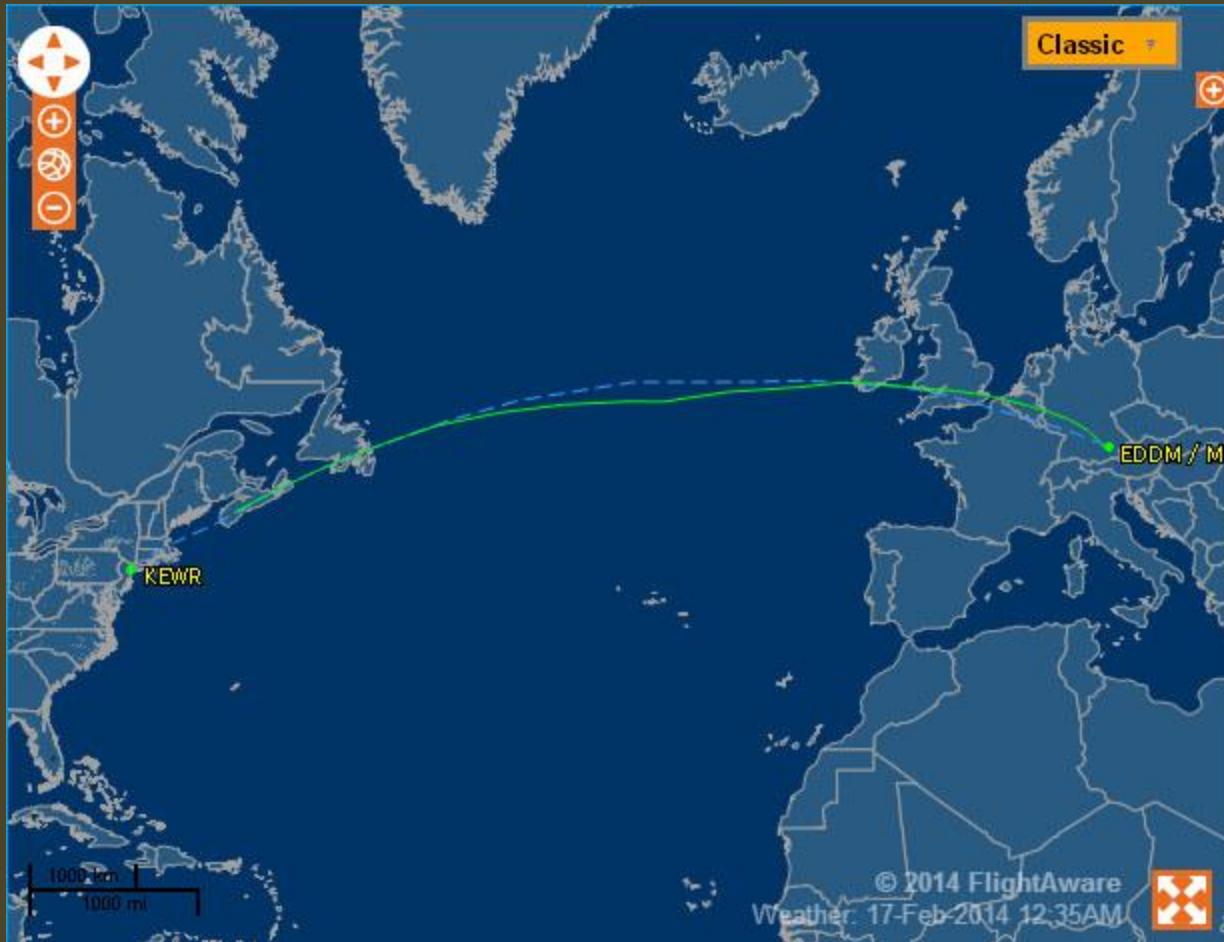 Classic
EDDM / M
KEWR
1000 km
1000 mi
© 2014 FlightAware
Weather: 17-Feb-2014 12:35AM